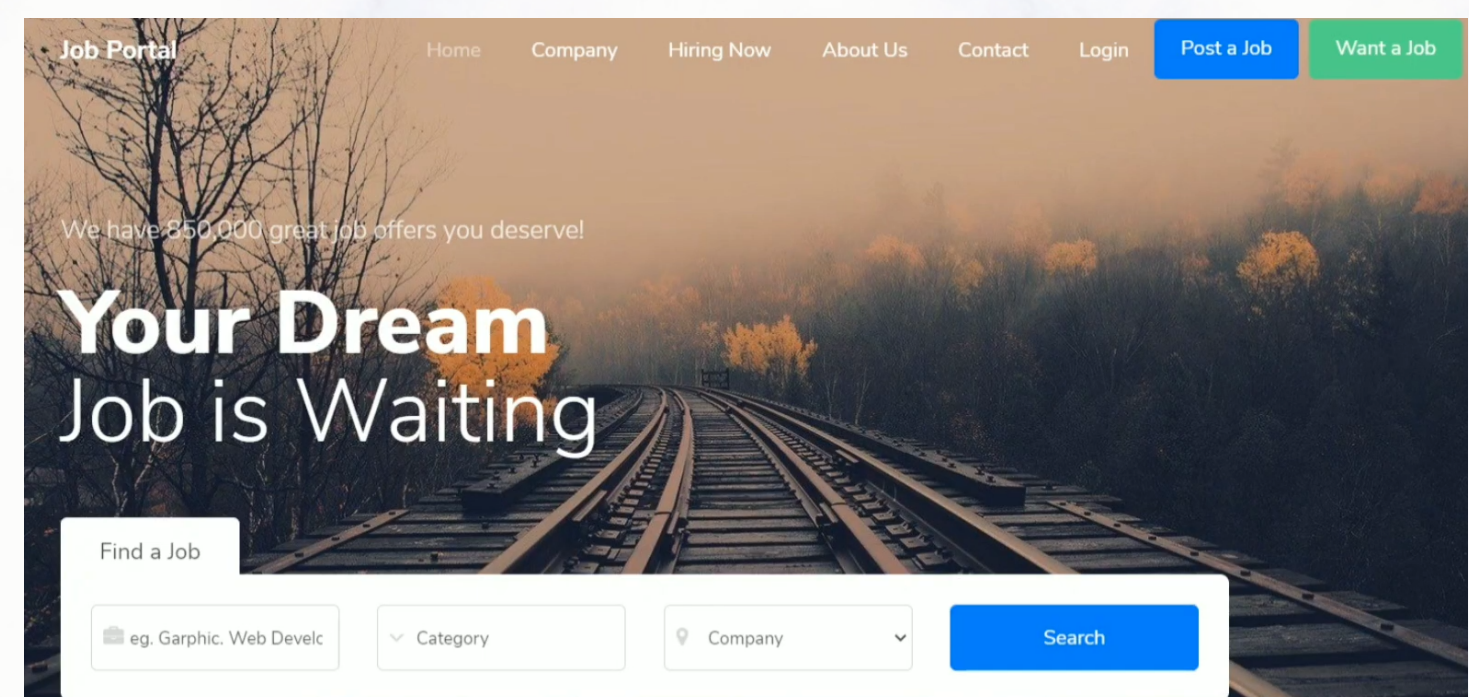 Job Portal Home Company Hiring Now About Us Contact Login Post a Job Want a Job
We have 850,000 great job offers you deserve!
Your Dream
Job is Waiting
Find a Job
eg. Garphic. Web Develc Category Company Search